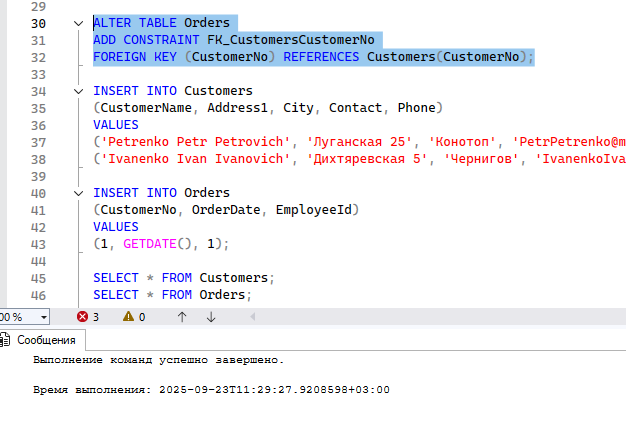 29
30 ALTER TABLE Orders
31 ADD CONSTRAINT FK_CustomersCustomerNo
32 FOREIGN KEY (CustomerNo) REFERENCES Customers(CustomerNo);
33
34 INSERT INTO Customers
35 (CustomerName, Address1, City, Contact, Phone)
36 VALUES
37 ('Petrenko Petr Petrovich', 'Луганская 25', 'Конотоп', 'PetrPetrenko@m
38 ('Ivanenko Ivan Ivanovich', 'Дихтяревская 5', 'Чернигов', 'IvanenkoIva
39
40 INSERT INTO Orders
41 (CustomerNo, OrderDate, EmployeeId)
42 VALUES
43 (1, GETDATE(), 1);
44
45 SELECT * FROM Customers;
46 SELECT * FROM Orders;
00 % 3 0
Сообщения
Выполнение команд успешно завершено.
Время выполнения: 2025-09-23T11:29:27.9208598+03:00